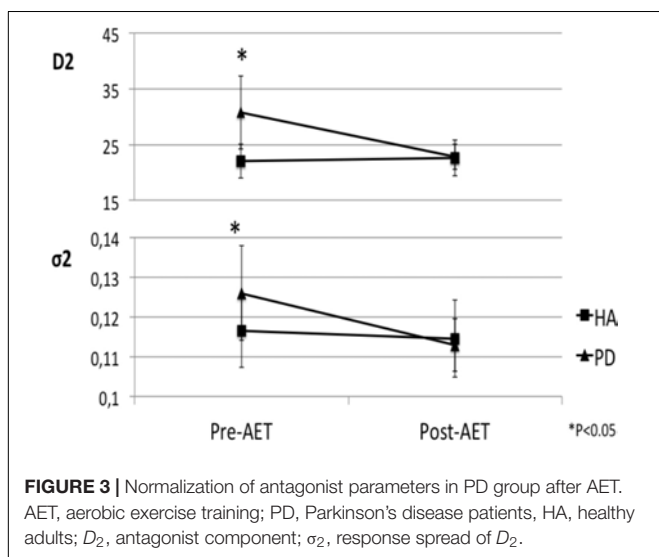 45
D2
*
35
25
15
0,14
σ2
*
0,13
0,12
0,11
0,1
HA
PD
Pre-AET
Post-AET
*P<0.05
FIGURE 3 | Normalization of antagonist parameters in PD group after AET.
AET, aerobic exercise training; PD, Parkinson's disease patients, HA, healthy
adults; D₂, antagonist component; σ₂, response spread of D₂.